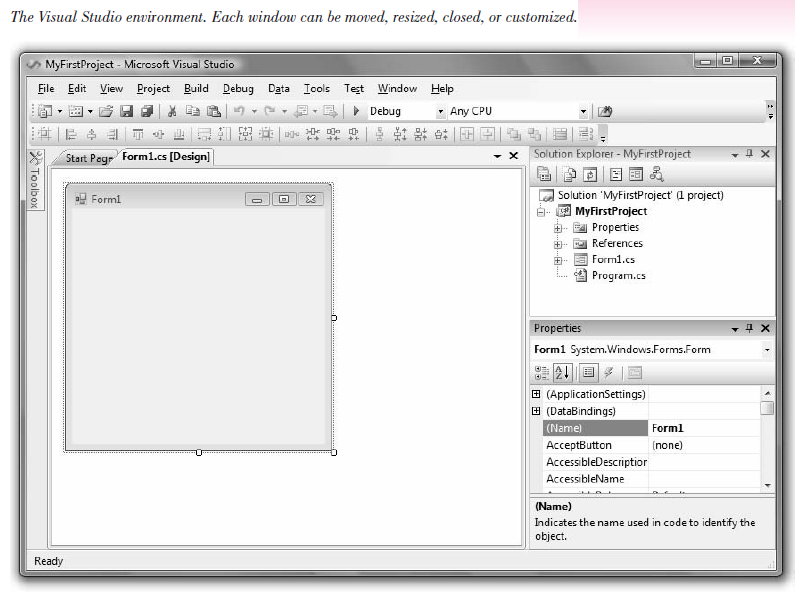 The Visual Studio environment. Each window can be moved, resized, closed, or customized.
MyFirstProject - Microsoft Visual Studio
File Edit View Project Build Debug Data Tools Test Window Help
Debug Any CPU
Toolbox
Start Page Form1.cs [Design]
Form1
Solution Explorer - MyFirstProject
Solution 'MyFirstProject' (1 project)
MyFirstProject
Properties
References
Form1.cs
Program.cs
Properties
Form1 System.Windows.Forms.Form
(ApplicationSettings)
(DataBindings)
(Name) Form1
AcceptButton (none)
AccessibleDescription
AccessibleName
(Name)
Indicates the name used in code to identify the
object.
Ready